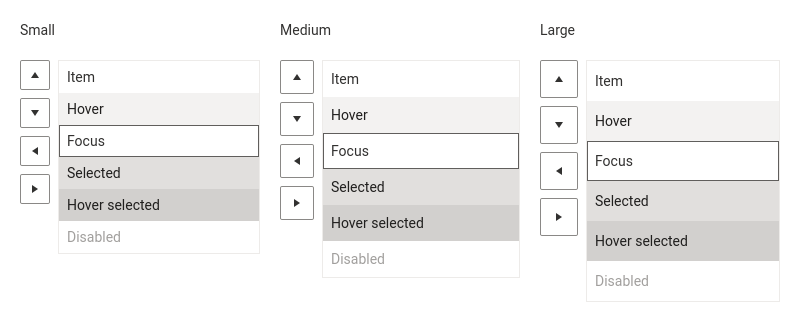 Small
Item
Hover
Focus
Selected
Hover selected
Disabled
Medium
Item
Hover
Focus
Selected
Hover selected
Disabled
Large
Item
Hover
Focus
Selected
Hover selected
Disabled